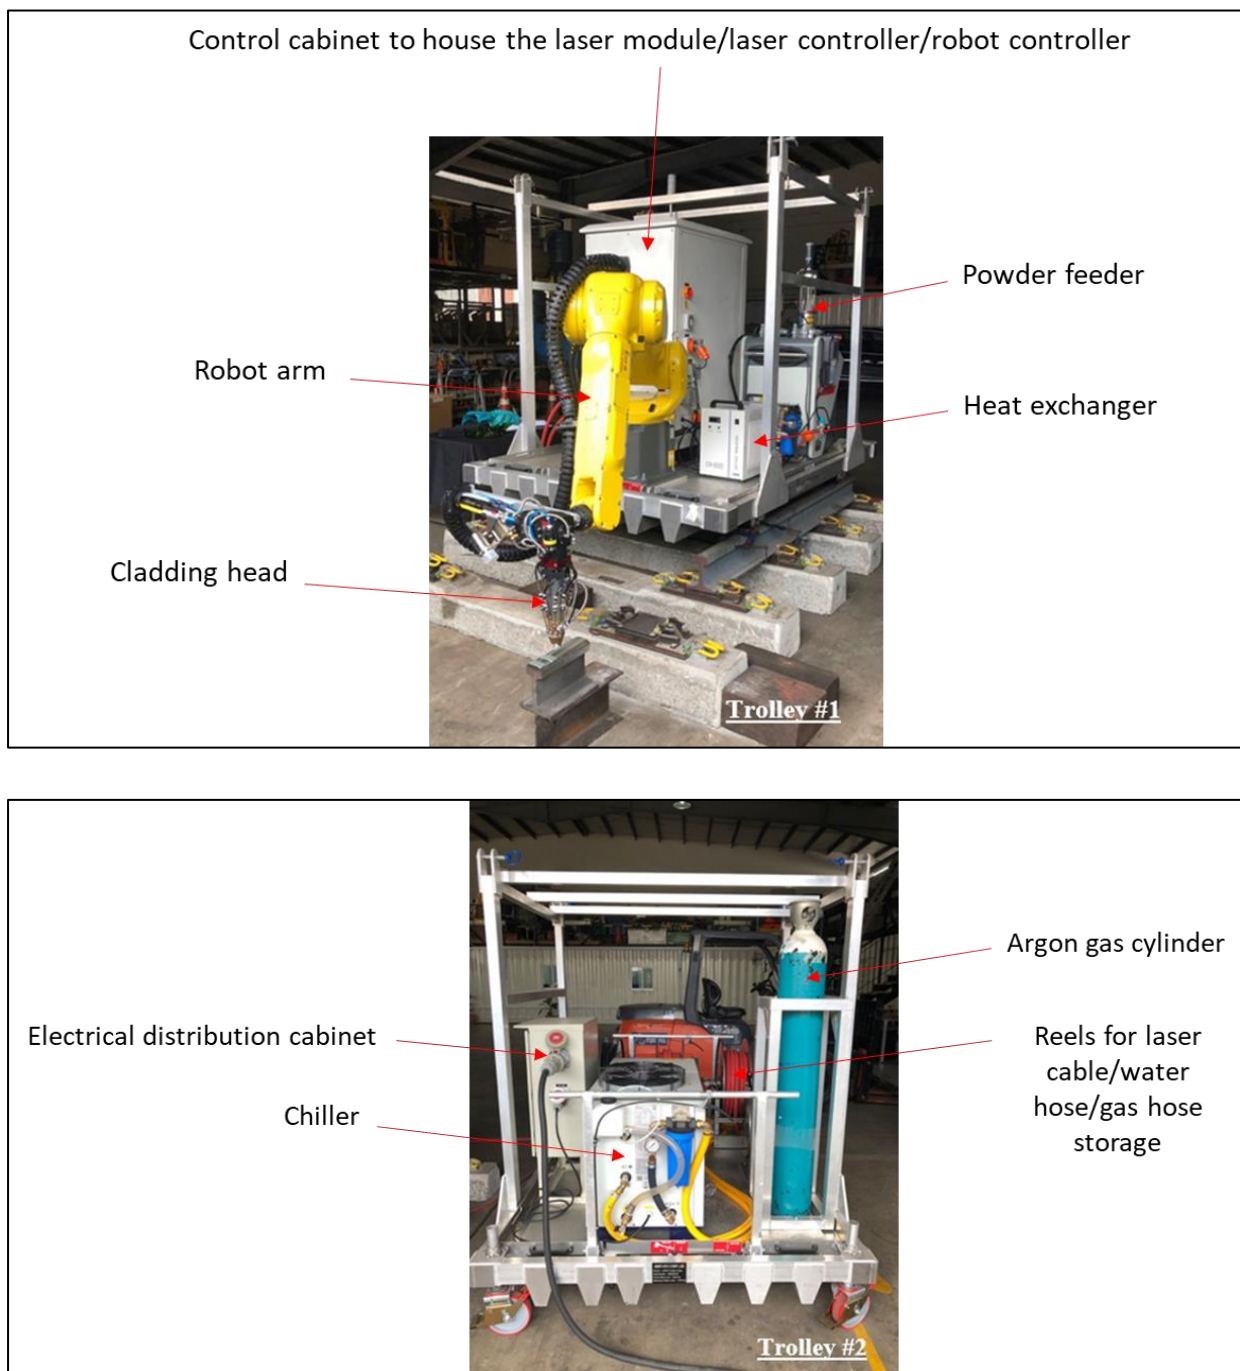 Control cabinet to house the laser module/laser controller/robot controller
Powder feeder
Robot arm
Heat exchanger
Cladding head
Trolley #1
Argon gas cylinder
Electrical distribution cabinet
Reels for laser
cable/water
hose/gas hose
storage
Chiller
Trolley #2